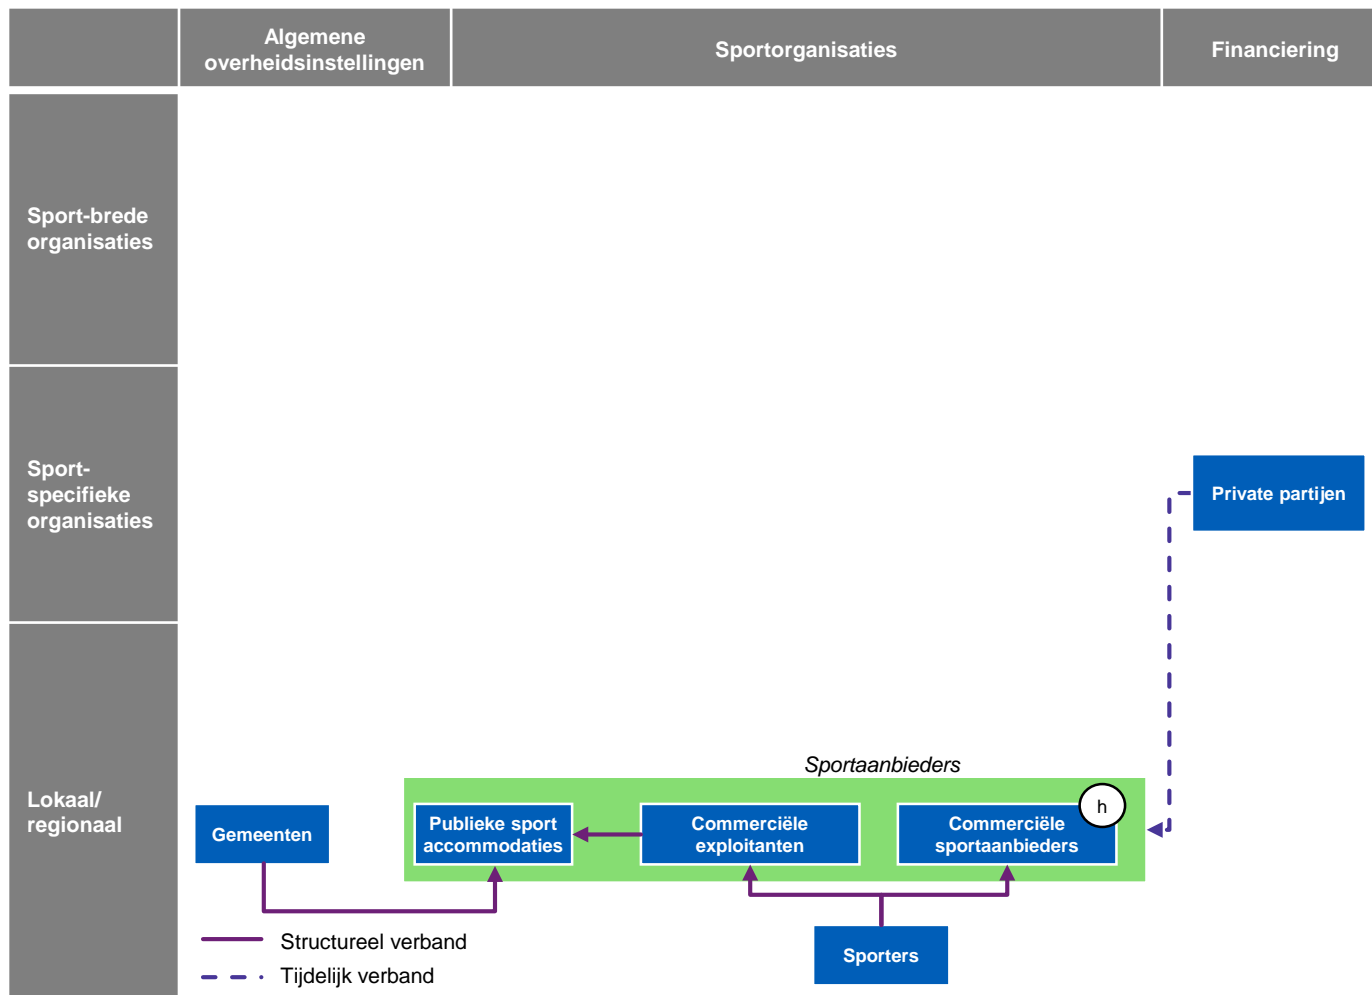 Algemene
overheidsinstellingen
Sportorganisaties
Financiering
Sport-brede
organisaties
Sport-
specifieke
organisaties
Private partijen
Lokaal/
regionaal
Sportaanbieders
h
Gemeenten
Publieke sport
accommodaties
Commerciële
exploitanten
Commerciële
sportaanbieders
Sporters
Structureel verband
Tijdelijk verband